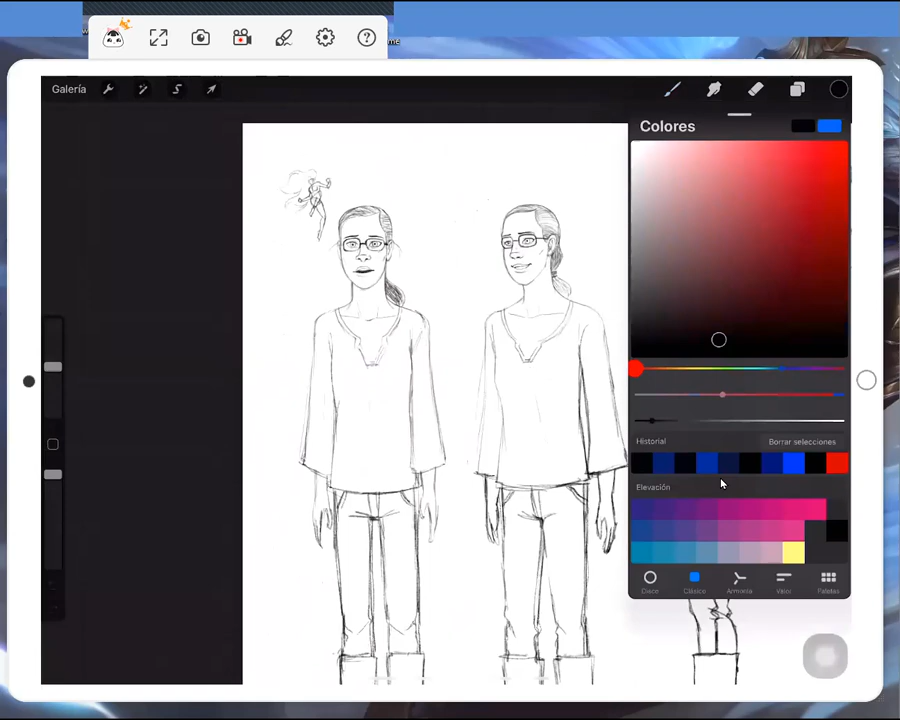 Galería
Colores
Historial
Borrar selecciones
Elevación
Disco
Clásico
Armonía
Valor
Paletas